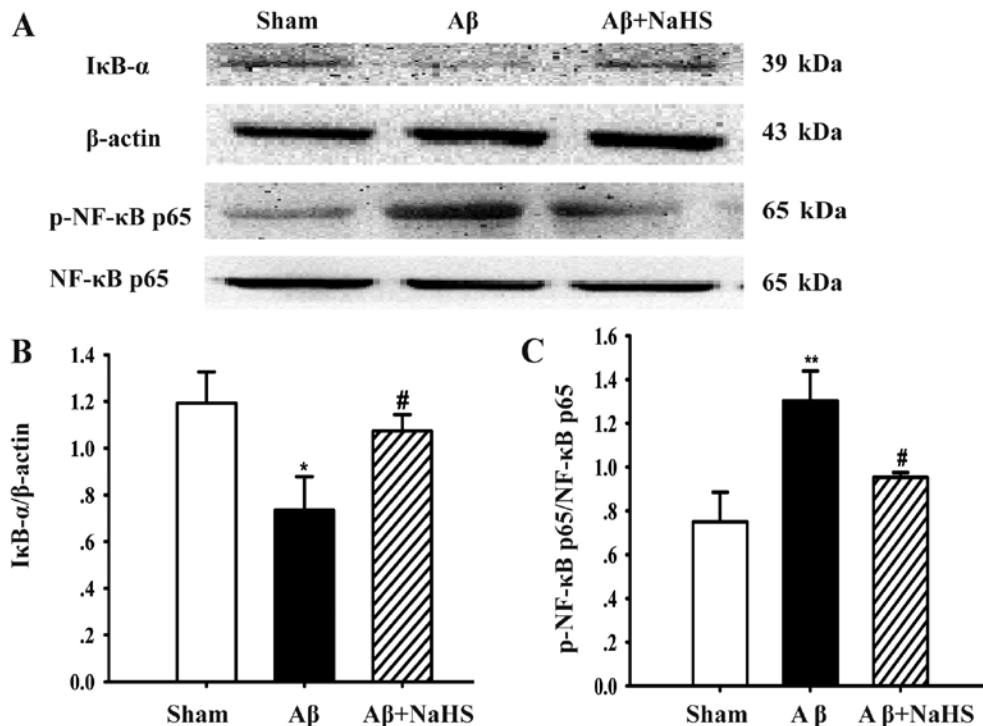 A
Sham Aβ Aβ+NaHS
IκB-α 39 kDa
β-actin 43 kDa
p-NF-κB p65 65 kDa
NF-κB p65 65 kDa
B
IκB-α/β-actin
1.4
1.2
1.0
.8
.6
.4
.2
0.0
*
#
Sham Aβ Aβ+NaHS
C
p-NF-κB p65/NF-κB p65
1.6
1.4
1.2
1.0
.8
.6
.4
.2
0.0
**
#
Sham A β A β+NaHS